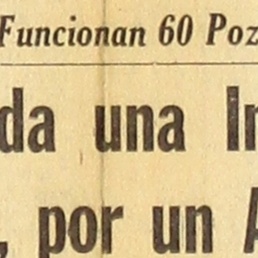 Funcionan 60 Poz
da una In
, por un A